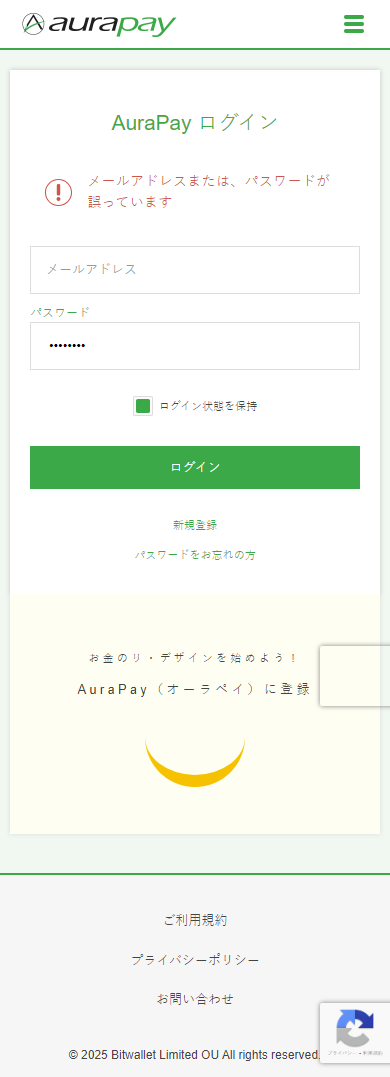 aurapay
AuraPay ログイン
メールアドレスまたは、パスワードが
誤っています
メールアドレス
パスワード
••••••••
ログイン状態を保持
ログイン
新規登録
パスワードをお忘れの方
お金のリ・デザインを始めよう！
AuraPay（オーラペイ）に登録
ご利用規約
プライバシーポリシー
お問い合わせ
© 2025 Bitwallet Limited OU All rights reserved.
プライバシー • 利用規約